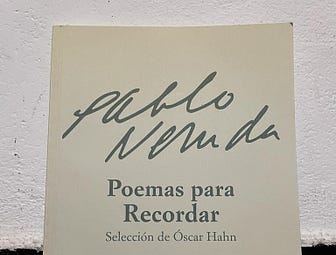 Pablo
Neruda
Poemas para
Recordar
Selección de Óscar Hahn